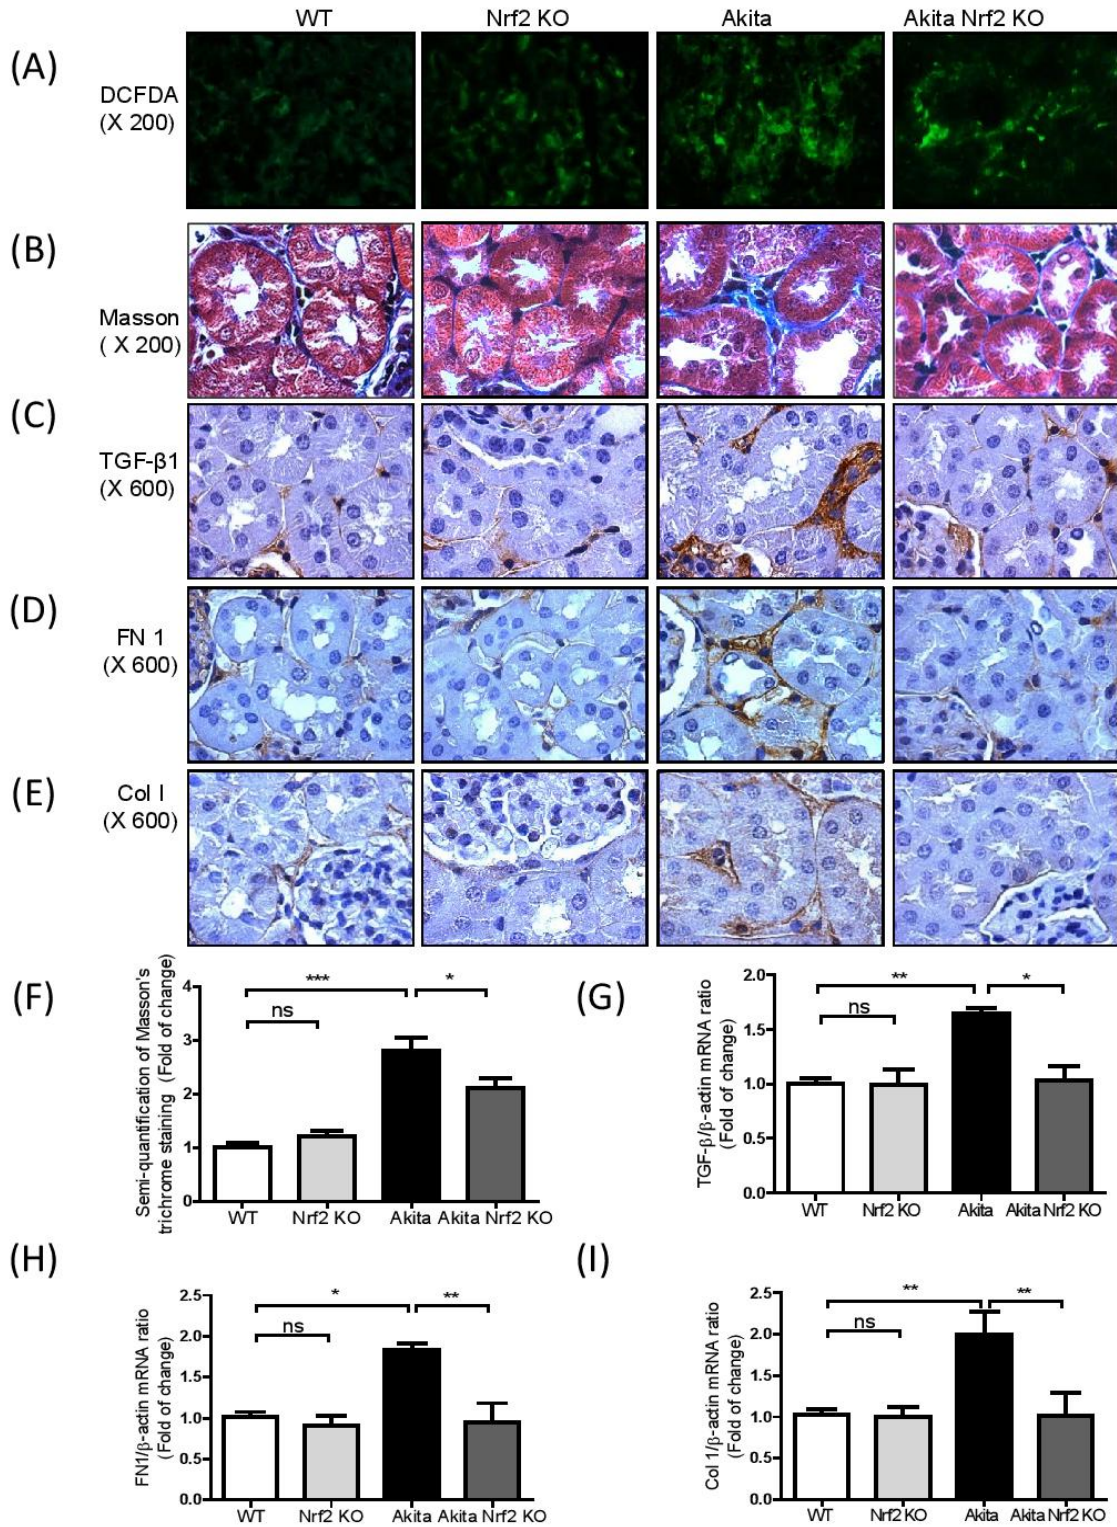 WT Nrf2 KO Akita Akita Nrf2 KO
(A)
DCFDA
(X 200)
(B)
Masson
( X 200)
(C)
TGF-β1
(X 600)
(D)
FN 1
(X 600)
(E)
Col I
(X 600)
(F)
Semi-quantification of Masson's
trichrome staining (Fold of change)
4
3
2
1
0
***
*
ns
WT Nrf2 KO Akita Akita Nrf2 KO
(G)
TGF-β/β-actin mRNA ratio
(Fold of change)
2.0
1.5
1.0
0.5
0.0
**
*
ns
WT Nrf2 KO Akita Akita Nrf2 KO
(H)
FN1/β-actin mRNA ratio
(Fold of change)
2.5
2.0
1.5
1.0
0.5
0.0
*
**
ns
WT Nrf2 KO Akita Akita Nrf2 KO
(I)
Col 1/β-actin mRNA ratio
(Fold of change)
2.5
2.0
1.5
1.0
0.5
0.0
**
**
ns
WT Nrf2 KO Akita Akita Nrf2 KO